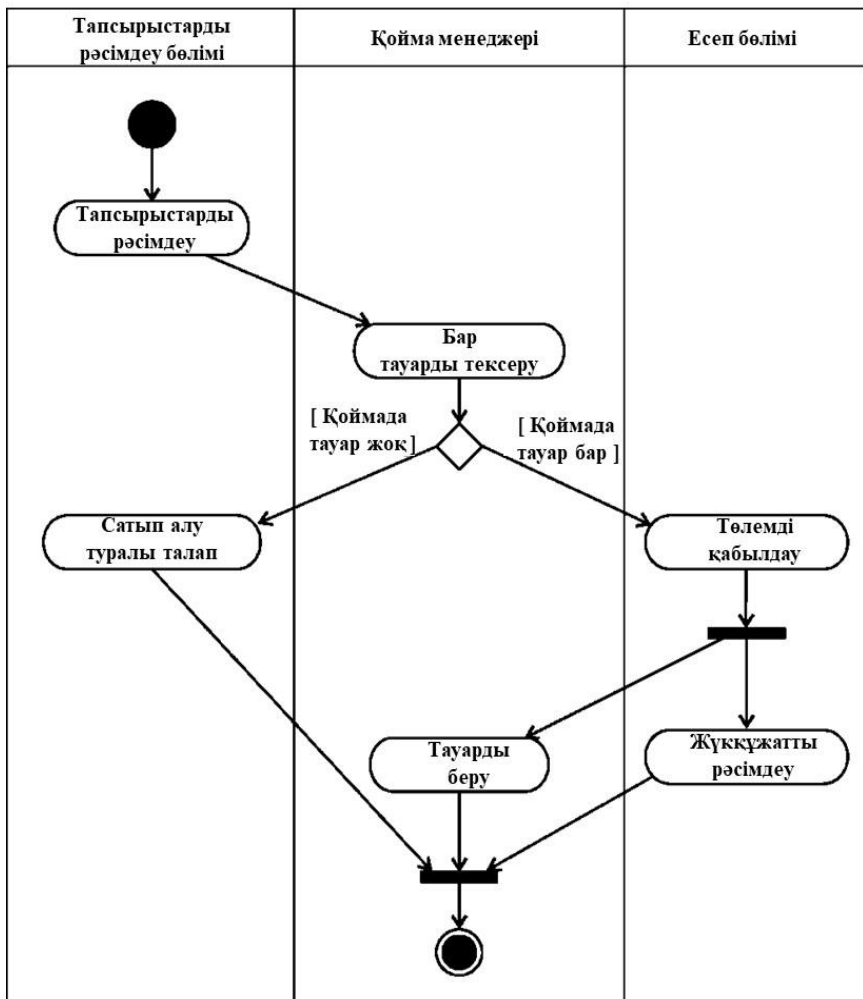 Тапсырыстарды
рәсімдеу бөлімі
Қойма менеджері
Есеп бөлімі
Тапсырыстарды
рәсімдеу
Бар
тауарды тексеру
[ Қоймада
тауар жоқ ]
[ Қоймада
тауар бар ]
Сатып алу
туралы талап
Төлемді
қабылдау
Тауарды
беру
Жүкқұжатты
рәсімдеу